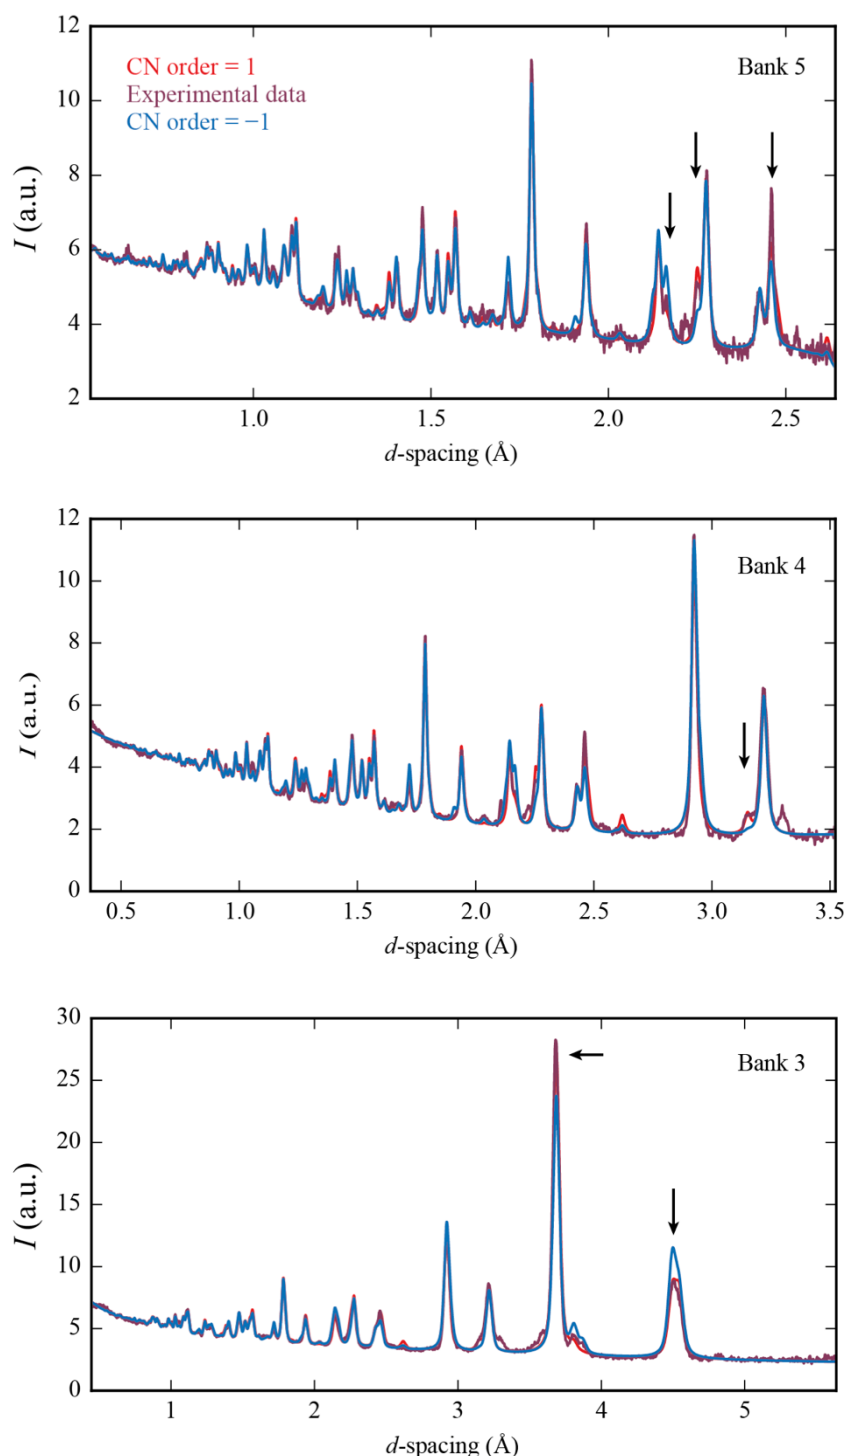 12
10
8
6
4
2
I (a.u.)
CN order = 1
Experimental data
CN order = −1
Bank 5
1.0 1.5 2.0 2.5
d-spacing (Å)
12
10
8
6
4
2
0
I (a.u.)
Bank 4
0.5 1.0 1.5 2.0 2.5 3.0 3.5
d-spacing (Å)
30
25
20
15
10
5
0
I (a.u.)
Bank 3
1 2 3 4 5
d-spacing (Å)